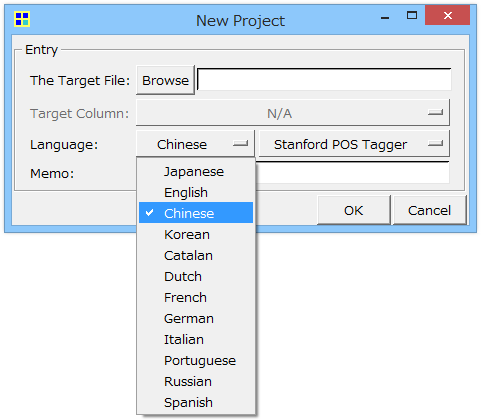 New Project
Entry
The Target File: Browse
Target Column: N/A
Language: Chinese Stanford POS Tagger
Memo:
Japanese
English
Chinese
Korean
Catalan
Dutch
French
German
Italian
Portuguese
Russian
Spanish
OK Cancel